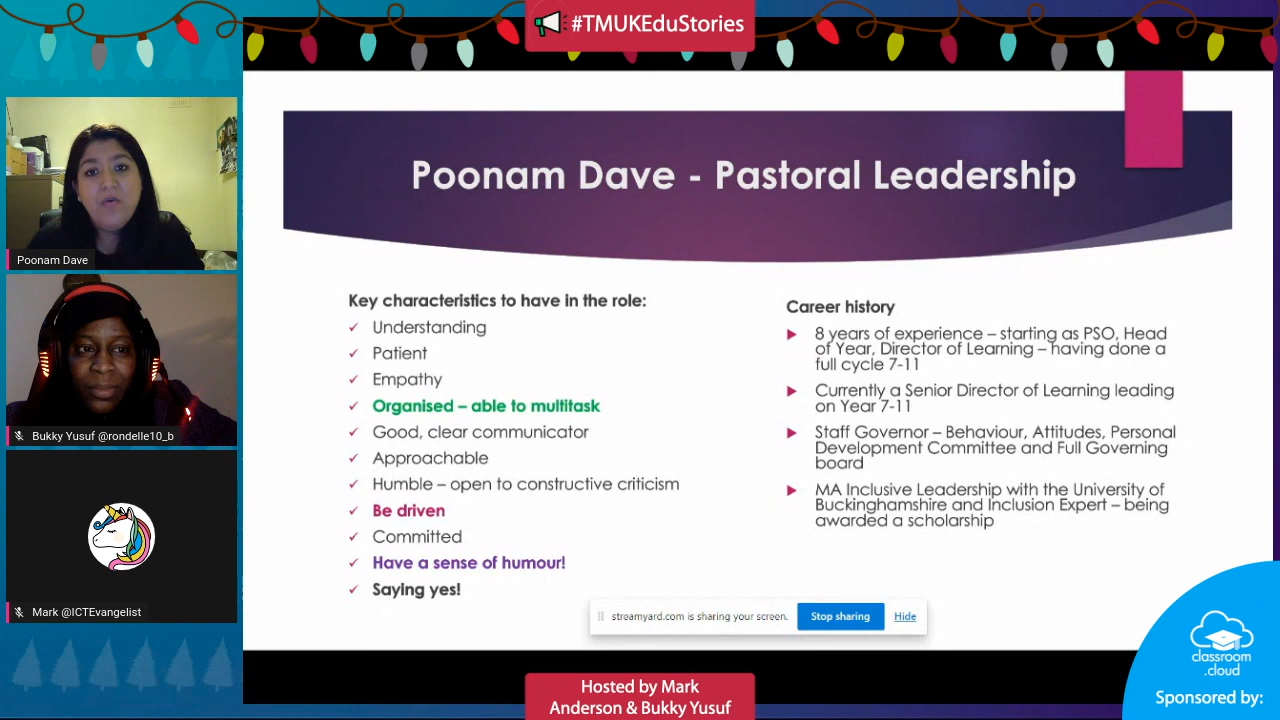 #TMUKEduStories
Poonam Dave - Pastoral Leadership
Key characteristics to have in the role:
✓ Understanding
✓ Patient
✓ Empathy
✓ Organised – able to multitask
✓ Good, clear communicator
✓ Approachable
✓ Humble – open to constructive criticism
✓ Be driven
✓ Committed
✓ Have a sense of humour!
✓ Saying yes!
Career history
8 years of experience – starting as PSO, Head
of Year, Director of Learning – having done a
full cycle 7-11
Currently a Senior Director of Learning leading
on Year 7-11
Staff Governor – Behaviour, Attitudes, Personal
Development Committee and Full Governing
board
MA Inclusive Leadership with the University of
Buckinghamshire and Inclusion Expert – being
awarded a scholarship
streamyard.com is sharing your screen.
Stop sharing
Hide
Poonam Dave
Bukky Yusuf @rondelle10_b
Mark @ICTEvangelist
Hosted by Mark
Anderson & Bukky Yusuf
classroom
.cloud
Sponsored by: